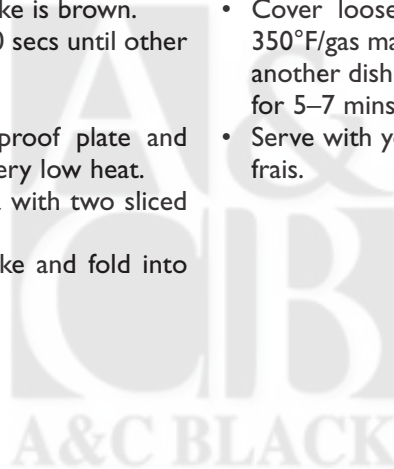 ke is brown.
0 secs until other
proof plate and
ery low heat.
with two sliced
ke and fold into
• Cover loose
350°F/gas ma
another dish
for 5–7 mins
• Serve with yo
frais.
A&
CB
A&C BLACK